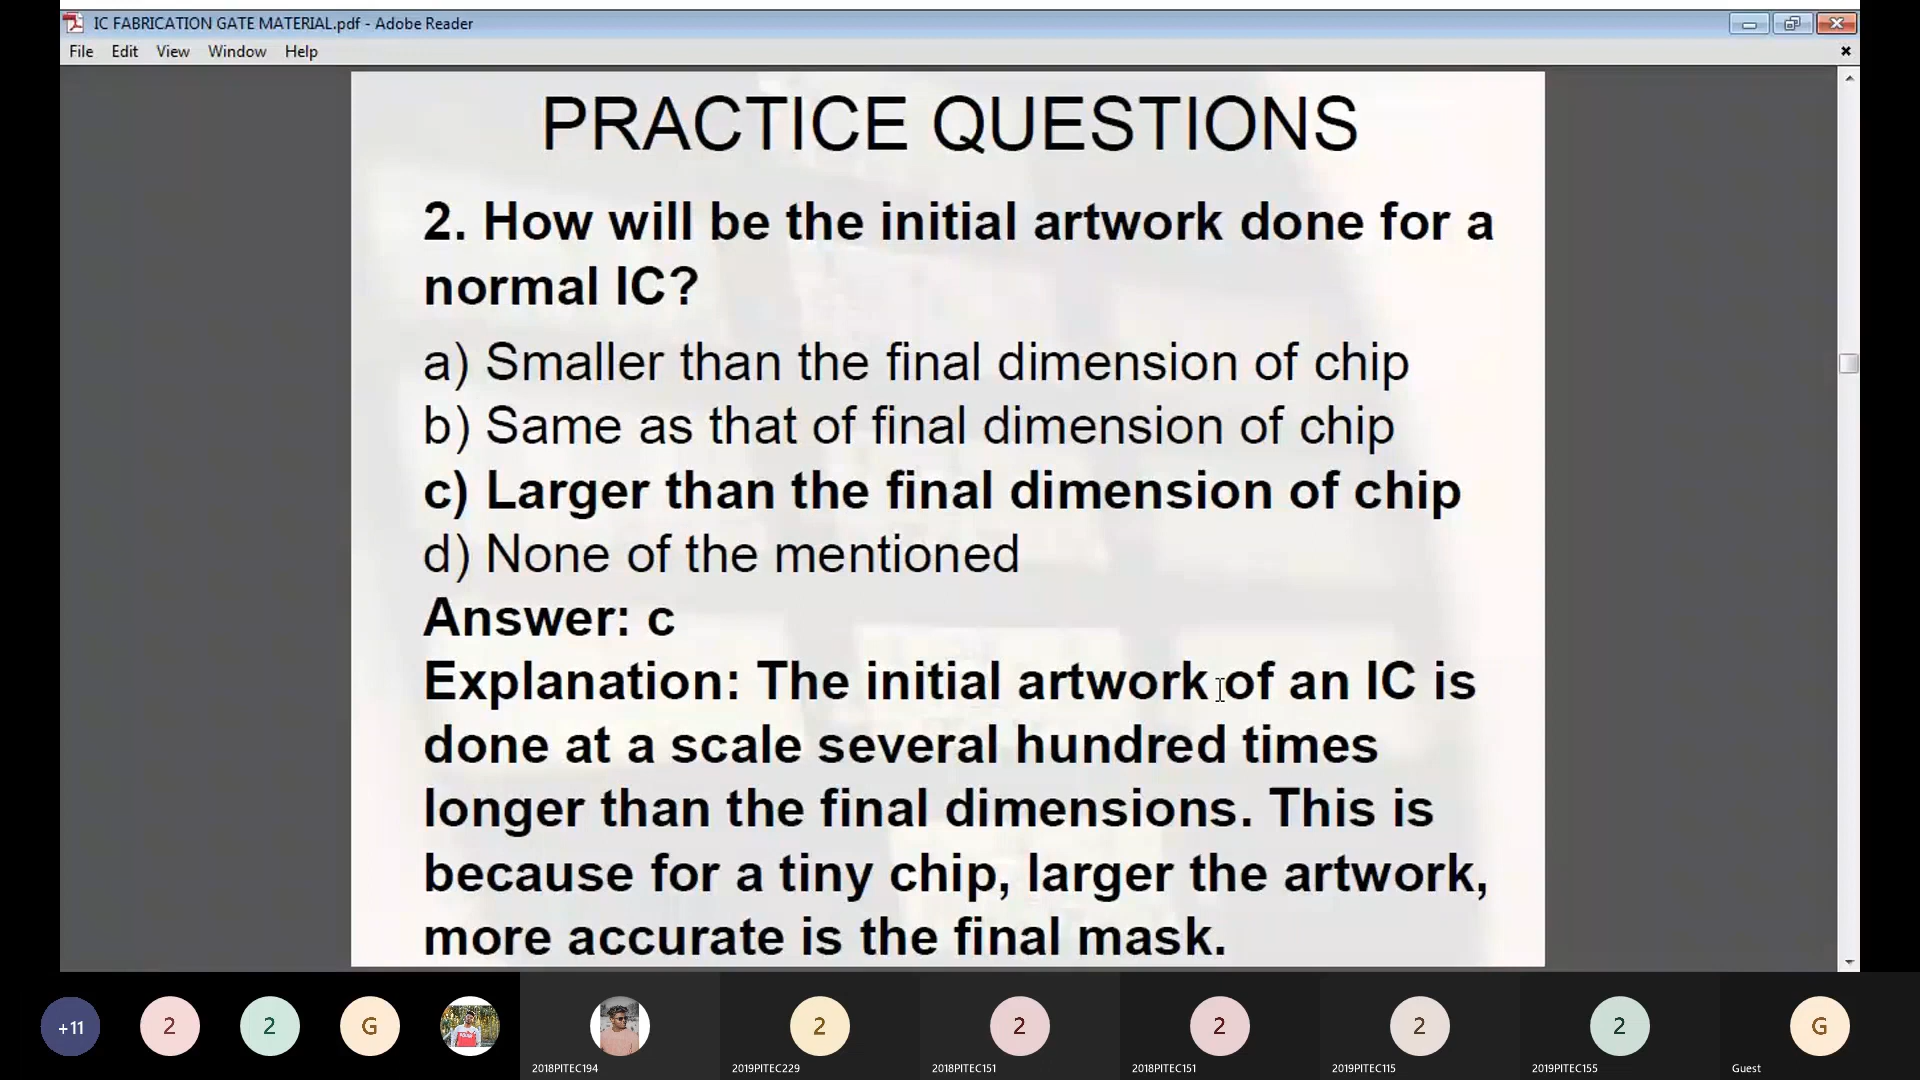 IC FABRICATION GATE MATERIAL.pdf - Adobe Reader
File Edit View Window Help
PRACTICE QUESTIONS
2. How will be the initial artwork done for a
normal IC?
a) Smaller than the final dimension of chip
b) Same as that of final dimension of chip
c) Larger than the final dimension of chip
d) None of the mentioned
Answer: c
Explanation: The initial artwork of an IC is
done at a scale several hundred times
longer than the final dimensions. This is
because for a tiny chip, larger the artwork,
more accurate is the final mask.
+11 2 2 G 2 2 2 2 2 G
2018PITEC194 2019PITEC229 2018PITEC151 2018PITEC151 2019PITEC115 2019PITEC155 Guest